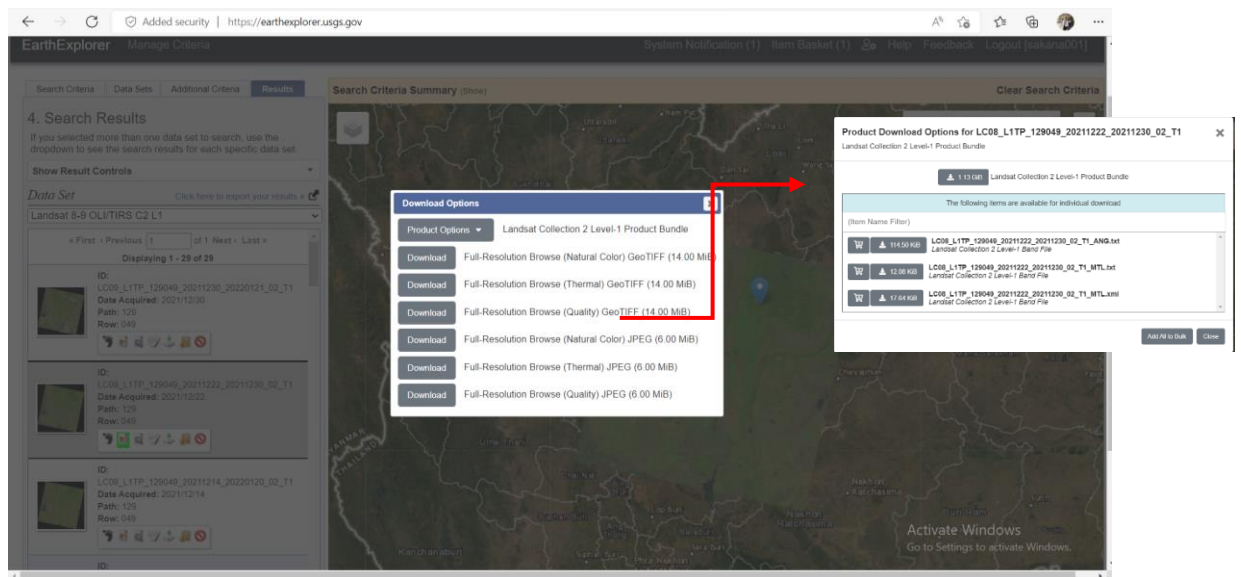 Added security | https://earthexplorer.usgs.gov
EarthExplorer Manage Criteria System Notification (1) Item Basket (1) Help Feedback Logout [sakana001]
Search Criteria Data Sets Additional Criteria Results
Search Criteria Summary (Show) Clear Search Criteria
4. Search Results
If you selected more than one data set to search, use the
dropdown to see the search results for each specific data set.
Show Result Controls
Data Set Click here to export your results »
Landsat 8-9 OLI/TIRS C2 L1
« First ‹ Previous 1 of 1 Next › Last »
Displaying 1 - 29 of 29
ID:
LC09_L1TP_129049_20211230_20220121_02_T1
Date Acquired: 2021/12/30
Path: 129
Row: 049
ID:
LC08_L1TP_129049_20211222_20211230_02_T1
Date Acquired: 2021/12/22
Path: 129
Row: 049
ID:
LC08_L1TP_129049_20211214_20220120_02_T1
Date Acquired: 2021/12/14
Path: 129
Row: 049
ID:
Download Options
Product Options Landsat Collection 2 Level-1 Product Bundle
Download Full-Resolution Browse (Natural Color) GeoTIFF (14.00 MiB)
Download Full-Resolution Browse (Thermal) GeoTIFF (14.00 MiB)
Download Full-Resolution Browse (Quality) GeoTIFF (14.00 MiB)
Download Full-Resolution Browse (Natural Color) JPEG (6.00 MiB)
Download Full-Resolution Browse (Thermal) JPEG (6.00 MiB)
Download Full-Resolution Browse (Quality) JPEG (6.00 MiB)
Product Download Options for LC08_L1TP_129049_20211222_20211230_02_T1
Landsat Collection 2 Level-1 Product Bundle
1.13 GiB Landsat Collection 2 Level-1 Product Bundle
The following items are available for individual download
(Item Name Filter)
114.50 KiB LC08_L1TP_129049_20211222_20211230_02_T1_ANG.txt
Landsat Collection 2 Level-1 Band File
12.08 KiB LC08_L1TP_129049_20211222_20211230_02_T1_MTL.txt
Landsat Collection 2 Level-1 Band File
17.64 KiB LC08_L1TP_129049_20211222_20211230_02_T1_MTL.xml
Landsat Collection 2 Level-1 Band File
Add All to Bulk Close
Uthai Thani
THAILAND
Nakhon
Ratchasima
Kanchanaburi
Activate Windows
Go to Settings to activate Windows.